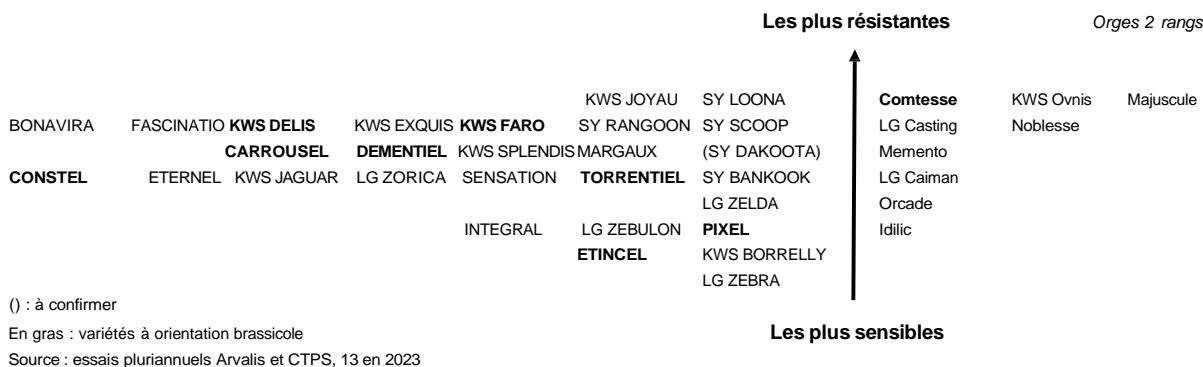 Les plus résistantes Orges 2 rangs
KWS JOYAU SY LOONA Comtesse KWS Ovnis Majuscule
BONAVIRA FASCINATIO KWS DELIS KWS EXQUIS KWS FARO SY RANGOON SY SCOOP LG Casting Noblesse
CARROUSEL DEMENTIEL KWS SPLENDIS MARGAUX (SY DAKOOTA) Memento
CONSTEL ETERNEL KWS JAGUAR LG ZORICA SENSATION TORRENTIEL SY BANKOOK LG Caiman
LG ZELDA Orcade
INTEGRAL LG ZEBULON PIXEL Idilic
ETINCEL KWS BORRELLY
LG ZEBRA
() : à confirmer
En gras : variétés à orientation brassicole Les plus sensibles
Source : essais pluriannuels Arvalis et CTPS, 13 en 2023